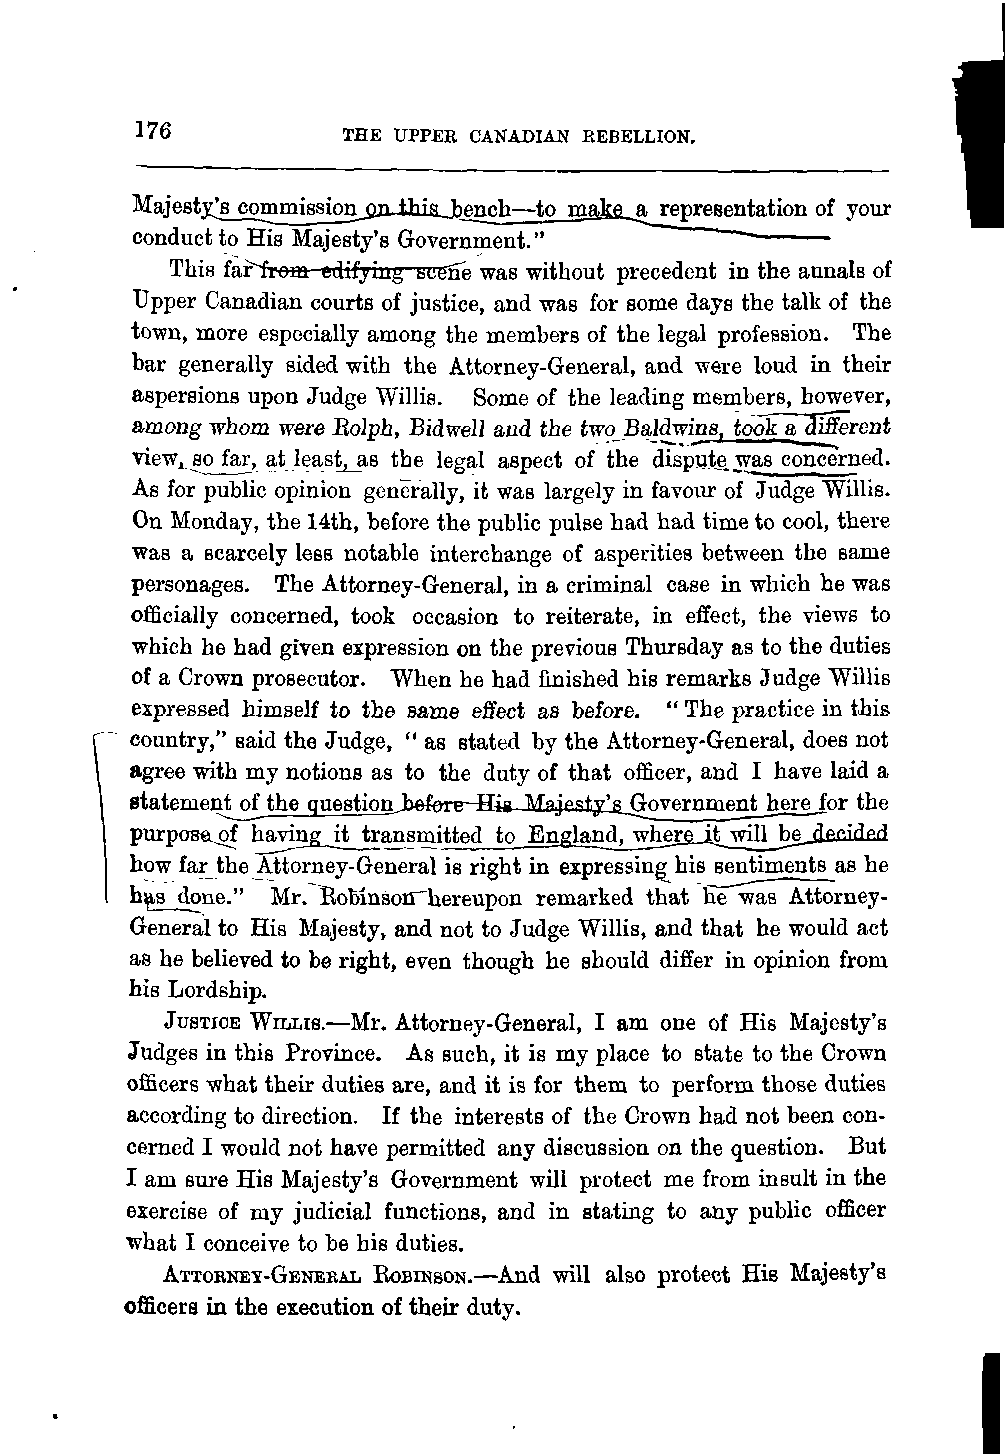 176 THE UPPER CANADIAN REBELLION.
Majesty's commission on this bench—to make a representation of your
conduct to His Majesty's Government."
This far from edifying scene was without precedent in the annals of
Upper Canadian courts of justice, and was for some days the talk of the
town, more especially among the members of the legal profession. The
bar generally sided with the Attorney-General, and were loud in their
aspersions upon Judge Willis. Some of the leading members, however,
among whom were Rolph, Bidwell and the two Baldwins, took a different
view, so far, at least, as the legal aspect of the dispute was concerned.
As for public opinion generally, it was largely in favour of Judge Willis.
On Monday, the 14th, before the public pulse had had time to cool, there
was a scarcely less notable interchange of asperities between the same
personages. The Attorney-General, in a criminal case in which he was
officially concerned, took occasion to reiterate, in effect, the views to
which he had given expression on the previous Thursday as to the duties
of a Crown prosecutor. When he had finished his remarks Judge Willis
expressed himself to the same effect as before. "The practice in this
country," said the Judge, "as stated by the Attorney-General, does not
agree with my notions as to the duty of that officer, and I have laid a
statement of the question before His Majesty's Government here for the
purpose of having it transmitted to England, where it will be decided
how far the Attorney-General is right in expressing his sentiments as he
has done." Mr. Robinson hereupon remarked that he was Attorney-
General to His Majesty, and not to Judge Willis, and that he would act
as he believed to be right, even though he should differ in opinion from
his Lordship.
JUSTICE WILLIS.—Mr. Attorney-General, I am one of His Majesty's
Judges in this Province. As such, it is my place to state to the Crown
officers what their duties are, and it is for them to perform those duties
according to direction. If the interests of the Crown had not been con-
cerned I would not have permitted any discussion on the question. But
I am sure His Majesty's Government will protect me from insult in the
exercise of my judicial functions, and in stating to any public officer
what I conceive to be his duties.
ATTORNEY-GENERAL ROBINSON.—And will also protect His Majesty's
officers in the execution of their duty.